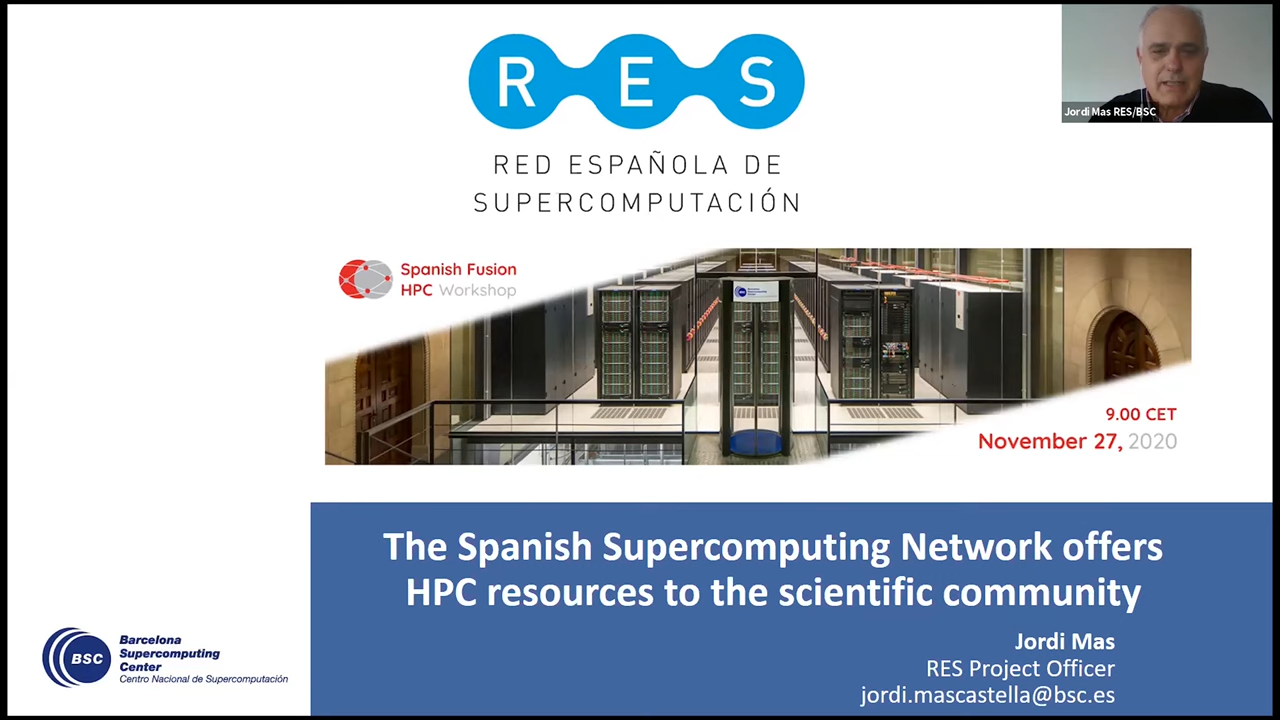 RES
RED ESPAÑOLA DE
SUPERCOMPUTACIÓN
Jordi Mas RES/BSC
Spanish Fusion
HPC Workshop
9.00 CET
November 27, 2020
The Spanish Supercomputing Network offers
HPC resources to the scientific community
Jordi Mas
RES Project Officer
jordi.mascastella@bsc.es
BSC
Barcelona
Supercomputing
Center
Centro Nacional de Supercomputación